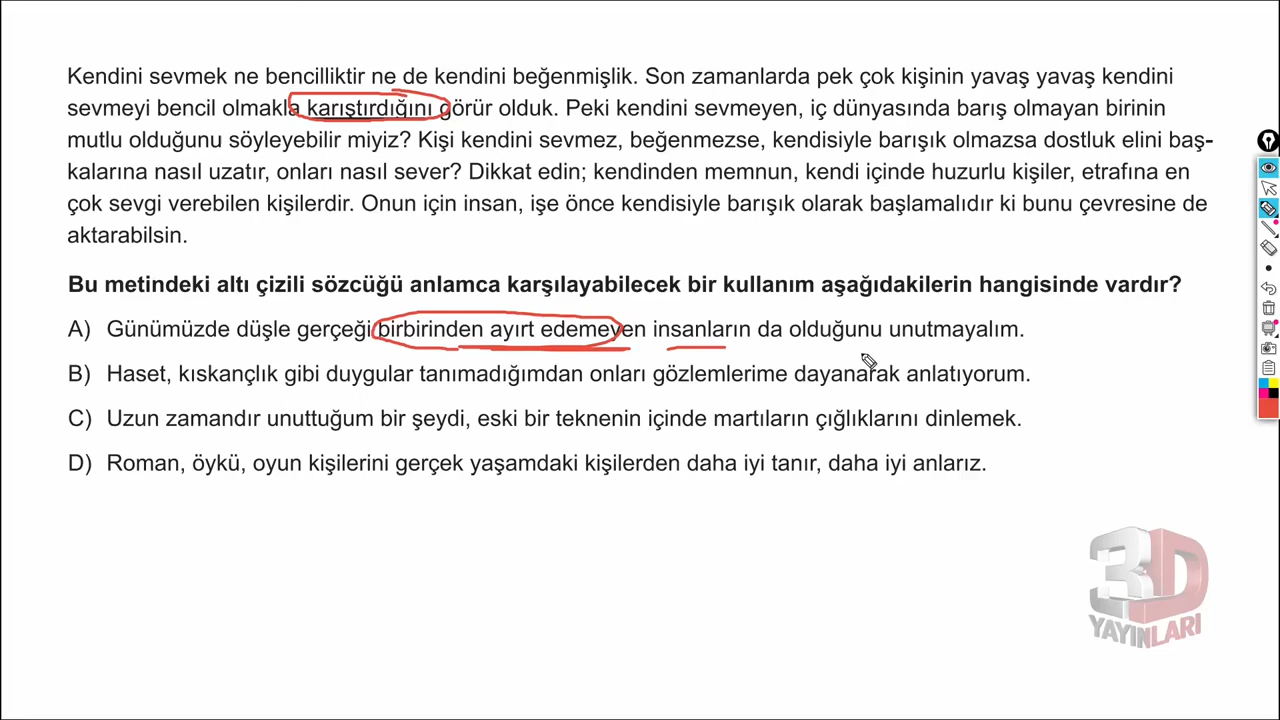 Kendini sevmek ne bencilliktir ne de kendini beğenmişlik. Son zamanlarda pek çok kişinin yavaş yavaş kendini
sevmeyi bencil olmakla karıştırdığını görür olduk. Peki kendini sevmeyen, iç dünyasında barış olmayan birinin
mutlu olduğunu söyleyebilir miyiz? Kişi kendini sevmez, beğenmezse, kendisiyle barışık olmazsa dostluk elini baş-
kalarına nasıl uzatır, onları nasıl sever? Dikkat edin; kendinden memnun, kendi içinde huzurlu kişiler, etrafına en
çok sevgi verebilen kişilerdir. Onun için insan, işe önce kendisiyle barışık olarak başlamalıdır ki bunu çevresine de
aktarabilsin.
Bu metindeki altı çizili sözcüğü anlamca karşılayabilecek bir kullanım aşağıdakilerin hangisinde vardır?
A) Günümüzde düşle gerçeği birbirinden ayırt edemeyen insanların da olduğunu unutmayalım.
B) Haset, kıskançlık gibi duygular tanımadığımdan onları gözlemlerime dayanarak anlatıyorum.
C) Uzun zamandır unuttuğum bir şeydi, eski bir teknenin içinde martıların çığlıklarını dinlemek.
D) Roman, öykü, oyun kişilerini gerçek yaşamdaki kişilerden daha iyi tanır, daha iyi anlarız.
3D
YAYINLARI